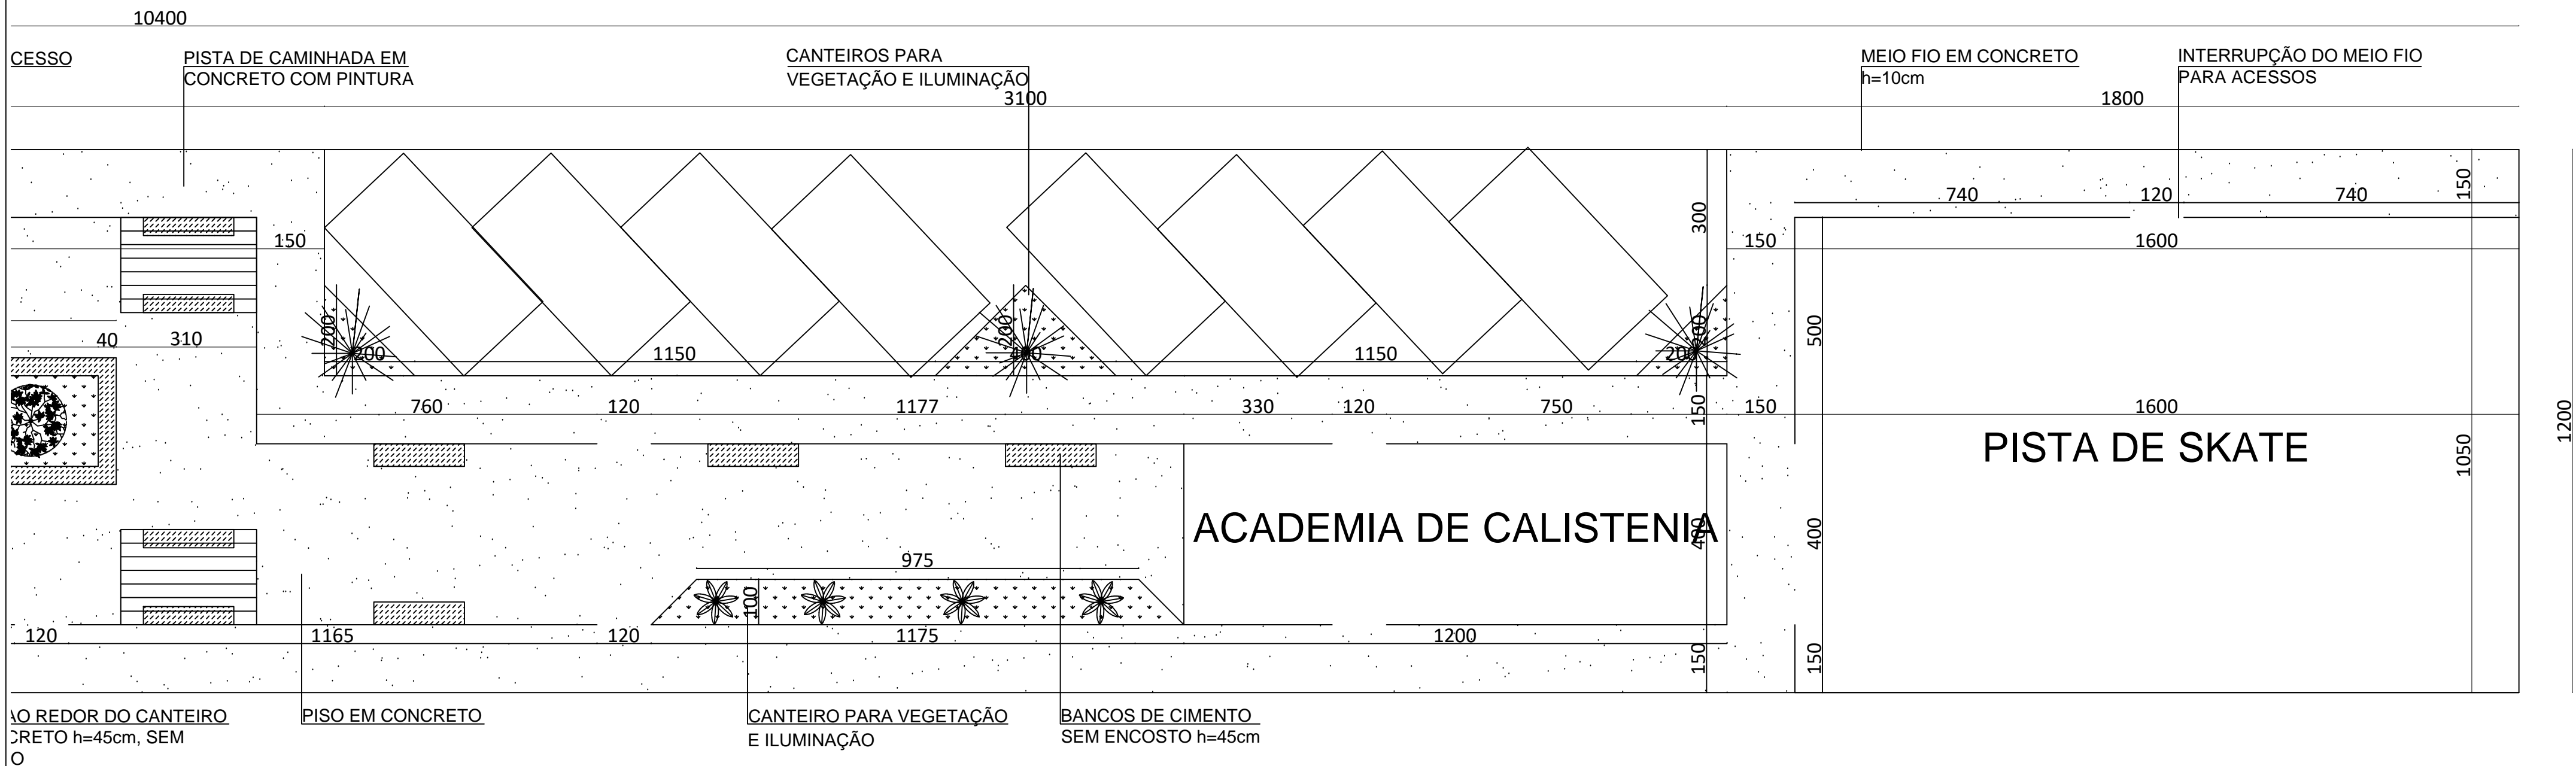 10400
CESSO
PISTA DE CAMINHADA EM
CONCRETO COM PINTURA
CANTEIROS PARA
VEGETAÇÃO E ILUMINAÇÃO
MEIO FIO EM CONCRETO
h=10cm
INTERRUPÇÃO DO MEIO FIO
PARA ACESSOS
3100
1800
740
120
740
150
300
150
150
1600
200
200
200
500
40
310
200
1150
400
1150
200
760
120
1177
330
120
750
150
150
1600
1200
PISTA DE SKATE
1050
ACADEMIA DE CALISTENIA
400
400
975
100
120
1165
120
1175
1200
150
150
AO REDOR DO CANTEIRO
CRETO h=45cm, SEM
O
PISO EM CONCRETO
CANTEIRO PARA VEGETAÇÃO
E ILUMINAÇÃO
BANCOS DE CIMENTO
SEM ENCOSTO h=45cm